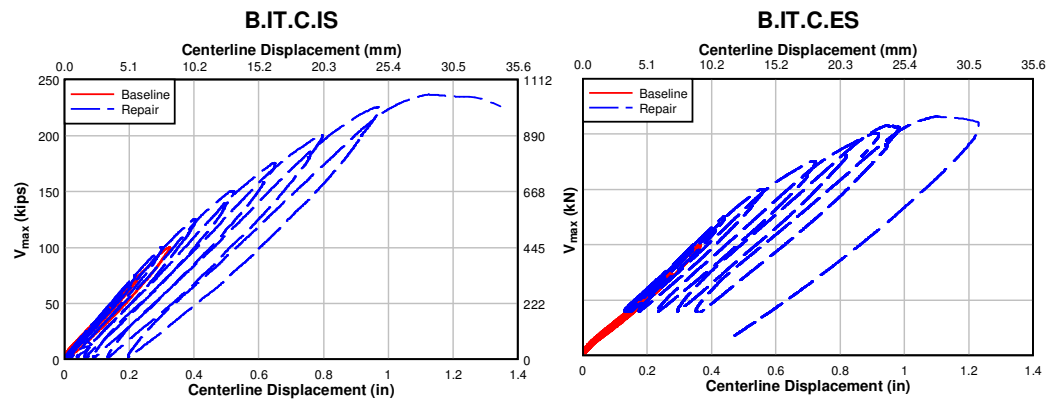 B.IT.C.IS
Centerline Displacement (mm)
0.0 5.1 10.2 15.2 20.3 25.4 30.5 35.6
250 200 150 100 50 0
V_max (kips)
Baseline
Repair
1112 890 668 445 222 0
0 0.2 0.4 0.6 0.8 1 1.2 1.4
Centerline Displacement (in)
B.IT.C.ES
Centerline Displacement (mm)
0.0 5.1 10.2 15.2 20.3 25.4 30.5 35.6
V_max (kN)
Baseline
Repair
0 0.2 0.4 0.6 0.8 1 1.2 1.4
Centerline Displacement (in)